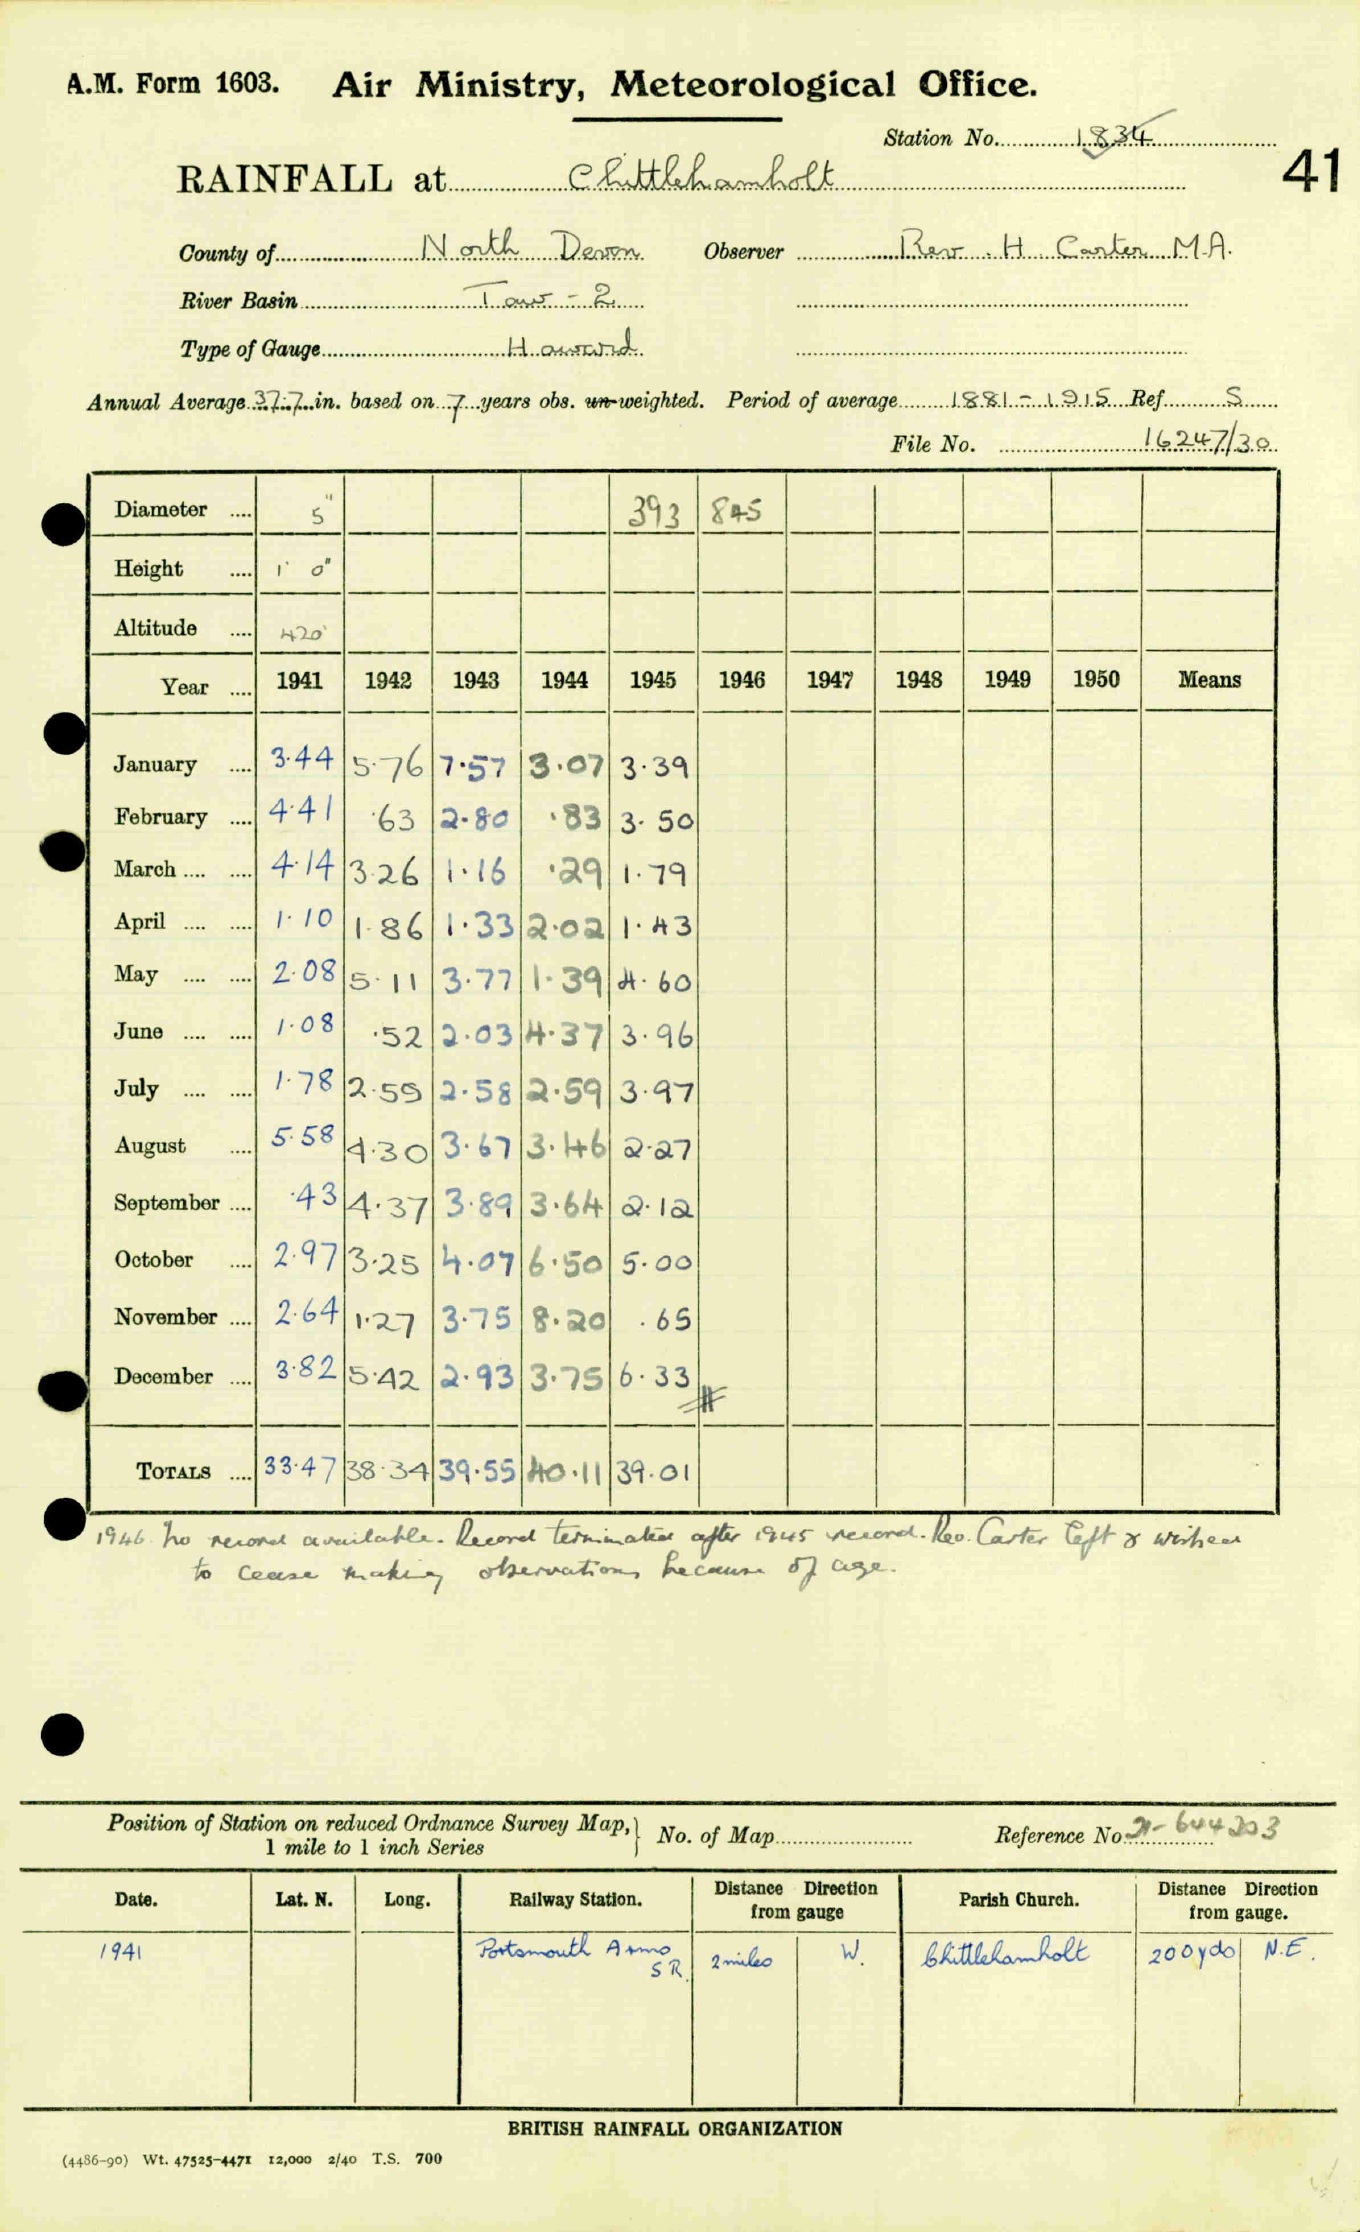 A.M. Form 1603. Air Ministry, Meteorological Office.
Station No. 1834
41
RAINFALL at Chittlehamholt
County of North Devon Observer Rev. H Carter M.A.
River Basin Taw - 2
Type of Gauge Howard
Annual Average 37.7 in. based on 7 years obs. un-weighted. Period of average 1881 - 1915 Ref. S
File No. 16247/30
Diameter .... 5" 393 845
Height .... 1' 0"
Altitude .... 420'
Year .... 1941 1942 1943 1944 1945 1946 1947 1948 1949 1950 Means
January .... 3.44 5.76 7.57 3.07 3.39
February .... 4.41 .63 2.80 .83 3.50
March .... .... 4.14 3.26 1.16 .29 1.79
April .... .... 1.10 1.86 1.33 2.02 1.43
May .... .... 2.08 5.11 3.77 1.39 4.60
June .... .... 1.08 .52 2.03 4.37 3.96
July .... .... 1.78 2.59 2.58 2.59 3.97
August .... 5.58 4.30 3.67 3.46 2.27
September .... .43 4.37 3.89 3.64 2.12
October .... 2.97 3.25 4.07 6.50 5.00
November .... 2.64 1.27 3.75 8.20 .65
December .... 3.82 5.42 2.93 3.75 6.33
TOTALS .... 33.47 38.34 39.55 40.11 39.01
1946 No record available. Record terminated after 1945 record. Rev. Carter left & wished
to cease making observations because of age.
Position of Station on reduced Ordnance Survey Map,
1 mile to 1 inch Series
No. of Map Reference No. 21-644203
Date. Lat. N. Long. Railway Station. Distance Direction from gauge Parish Church. Distance Direction from gauge.
1941 Portsmouth Arms S R. 2 miles W. Chittlehamholt 200 yds N.E.
BRITISH RAINFALL ORGANIZATION
(4486-90) Wt. 47525-4471 12,000 2/40 T.S. 700